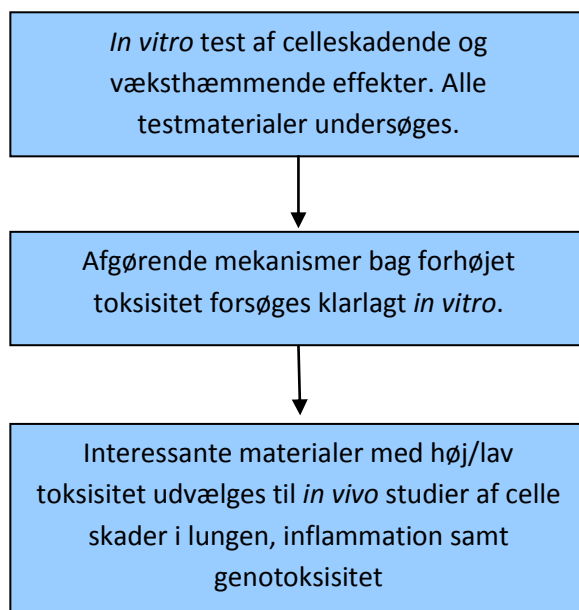 In vitro test af celleskadende og
væksthæmmende effekter. Alle
testmaterialer undersøges.
Afgørende mekanismer bag forhøjet
toksisitet forsøges klarlagt in vitro.
Interessante materialer med høj/lav
toksisitet udvælges til in vivo studier af celle
skader i lungen, inflammation samt
genotoksisitet